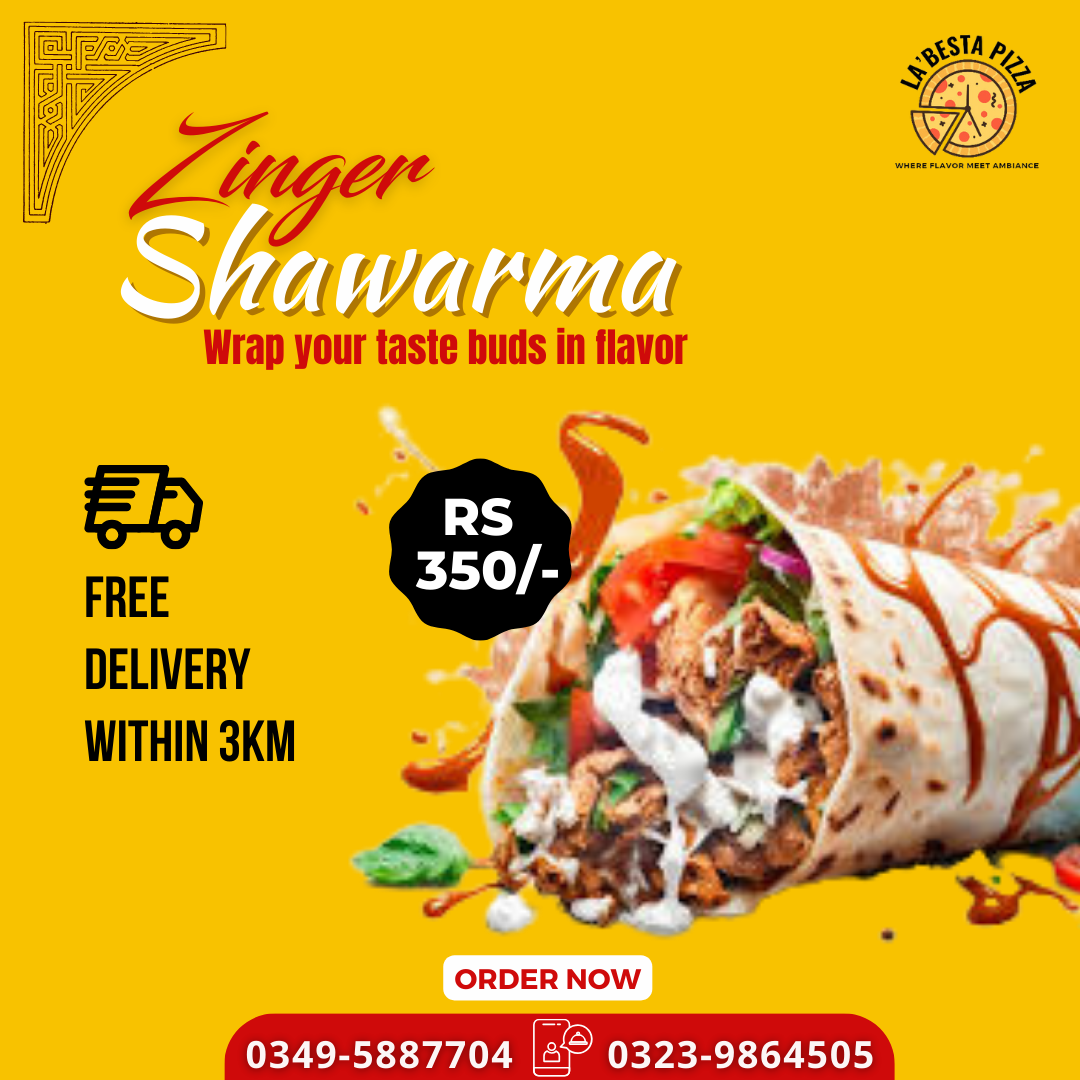 LA'BESTA PIZZA
WHERE FLAVOR MEET AMBIANCE
Zinger
Shawarma
Wrap your taste buds in flavor
RS
350/-
FREE
DELIVERY
WITHIN 3KM
ORDER NOW
0349-5887704 0323-9864505